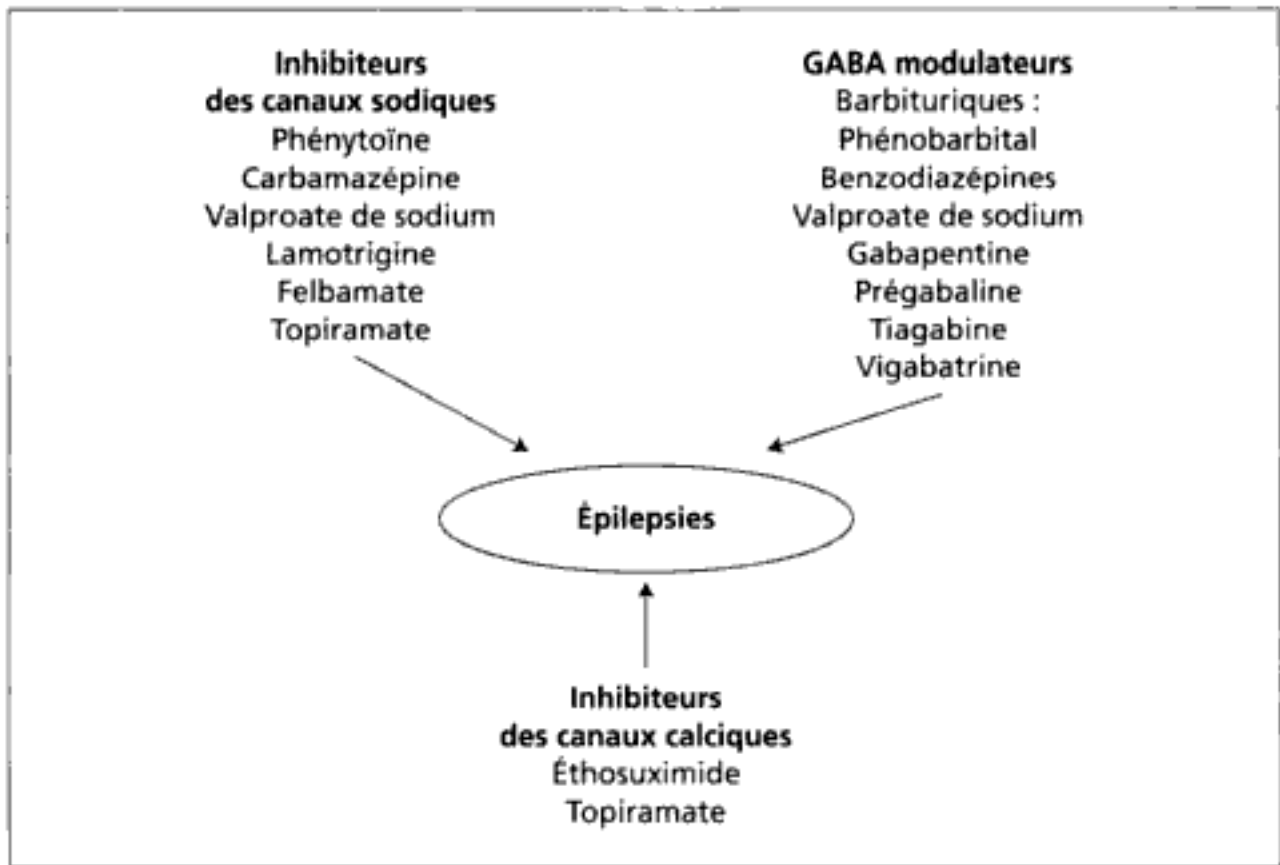 Inhibiteurs
des canaux sodiques
Phénytoïne
Carbamazépine
Valproate de sodium
Lamotrigine
Felbamate
Topiramate
GABA modulateurs
Barbituriques :
Phénobarbital
Benzodiazépines
Valproate de sodium
Gabapentine
Prégabaline
Tiagabine
Vigabatrine
Épilepsies
Inhibiteurs
des canaux calciques
Éthosuximide
Topiramate